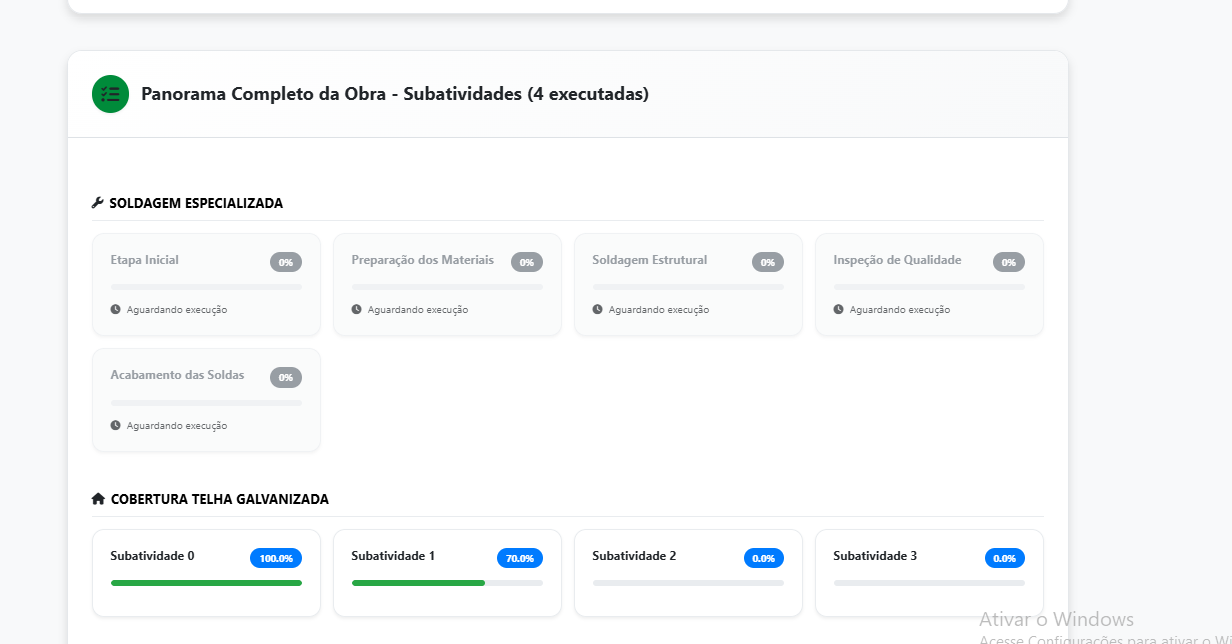 Panorama Completo da Obra - Subatividades (4 executadas)
SOLDAGEM ESPECIALIZADA
Etapa Inicial 0%
Aguardando execução
Preparação dos Materiais 0%
Aguardando execução
Soldagem Estrutural 0%
Aguardando execução
Inspeção de Qualidade 0%
Aguardando execução
Acabamento das Soldas 0%
Aguardando execução
COBERTURA TELHA GALVANIZADA
Subatividade 0 100.0%
Subatividade 1 70.0%
Subatividade 2 0.0%
Subatividade 3 0.0%
Ativar o Windows
Acesse Configurações para ativar o Wi